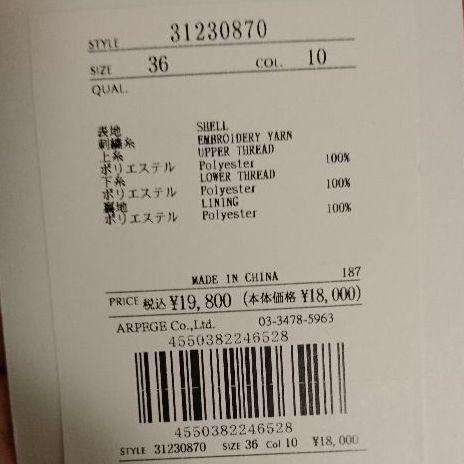 STYLE 31230870
SIZE 36 COL. 10
QUAL.
表地 SHELL
刺繍糸 EMBROIDERY YARN
上糸 UPPER THREAD
ポリエステル Polyester 100%
下糸 LOWER THREAD
ポリエステル Polyester 100%
裏地 LINING
ポリエステル Polyester 100%
MADE IN CHINA 187
PRICE 税込 ¥19,800 (本体価格 ¥18,000)
ARPEGE Co.,Ltd. 03-3478-5963
4550382246528
4550382246528
STYLE 31230870 SIZE 36 Col 10 ¥18,000